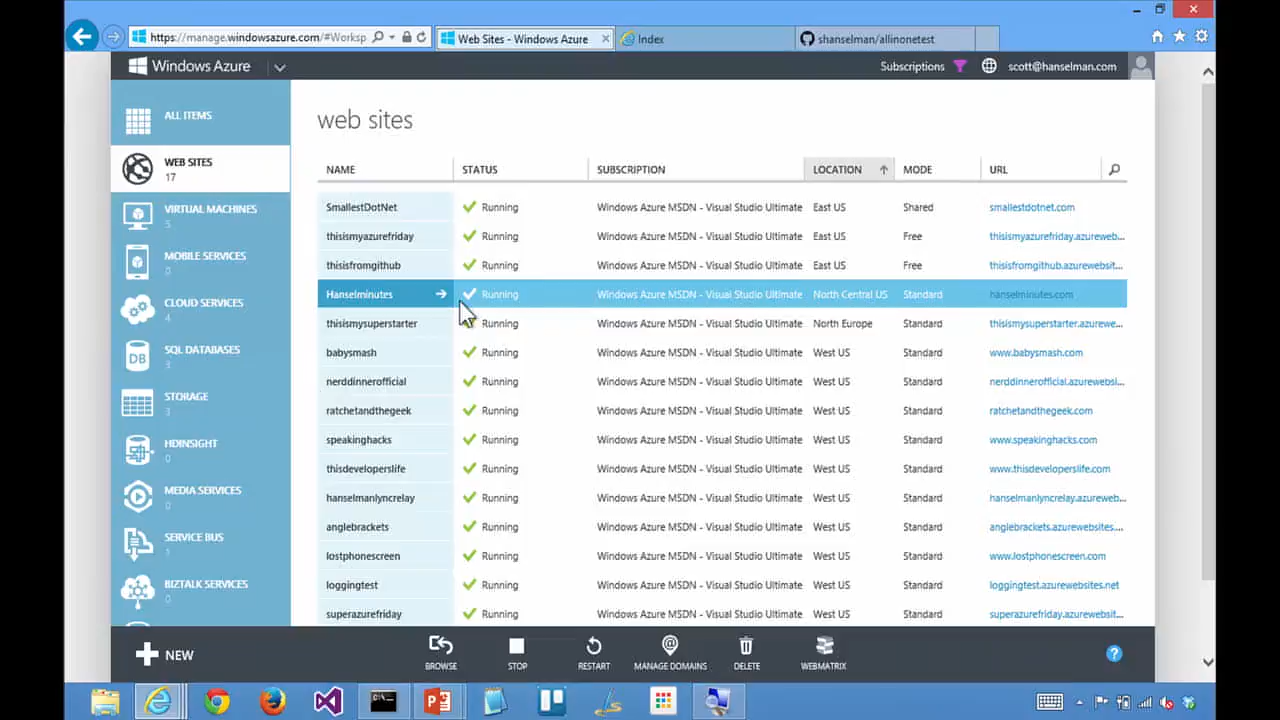 https://manage.windowsazure.com/#Worksp
Web Sites - Windows Azure
Index
shanselman/allinonetest
Windows Azure
Subscriptions
scott@hanselman.com
ALL ITEMS
WEB SITES
17
VIRTUAL MACHINES
5
MOBILE SERVICES
0
CLOUD SERVICES
4
SQL DATABASES
3
DB
STORAGE
3
HDINSIGHT
0
MEDIA SERVICES
0
SERVICE BUS
1
BIZTALK SERVICES
0
web sites
NAME STATUS SUBSCRIPTION LOCATION MODE URL
SmallestDotNet Running Windows Azure MSDN - Visual Studio Ultimate East US Shared smallestdotnet.com
thisismyazurefriday Running Windows Azure MSDN - Visual Studio Ultimate East US Free thisismyazurefriday.azureweb...
thisisfromgithub Running Windows Azure MSDN - Visual Studio Ultimate East US Free thisisfromgithub.azurewebsit...
Hanselminutes Running Windows Azure MSDN - Visual Studio Ultimate North Central US Standard hanselminutes.com
thisismysuperstarter Running Windows Azure MSDN - Visual Studio Ultimate North Europe Standard thisismysuperstarter.azurewe...
babysmash Running Windows Azure MSDN - Visual Studio Ultimate West US Standard www.babysmash.com
nerddinnerofficial Running Windows Azure MSDN - Visual Studio Ultimate West US Standard nerddinnerofficial.azurewebsi...
ratchetandthegeek Running Windows Azure MSDN - Visual Studio Ultimate West US Standard ratchetandthegeek.com
speakinghacks Running Windows Azure MSDN - Visual Studio Ultimate West US Standard www.speakinghacks.com
thisdeveloperslife Running Windows Azure MSDN - Visual Studio Ultimate West US Standard www.thisdeveloperslife.com
hanselmanlyncrelay Running Windows Azure MSDN - Visual Studio Ultimate West US Standard hanselmanlyncrelay.azureweb...
anglebrackets Running Windows Azure MSDN - Visual Studio Ultimate West US Standard anglebrackets.azurewebsites....
lostphonescreen Running Windows Azure MSDN - Visual Studio Ultimate West US Standard www.lostphonescreen.com
loggingtest Running Windows Azure MSDN - Visual Studio Ultimate West US Standard loggingtest.azurewebsites.net
superazurefriday Running Windows Azure MSDN - Visual Studio Ultimate West US Standard superazurefriday.azurewebsit...
NEW
BROWSE
STOP
RESTART
MANAGE DOMAINS
DELETE
WEBMATRIX
?